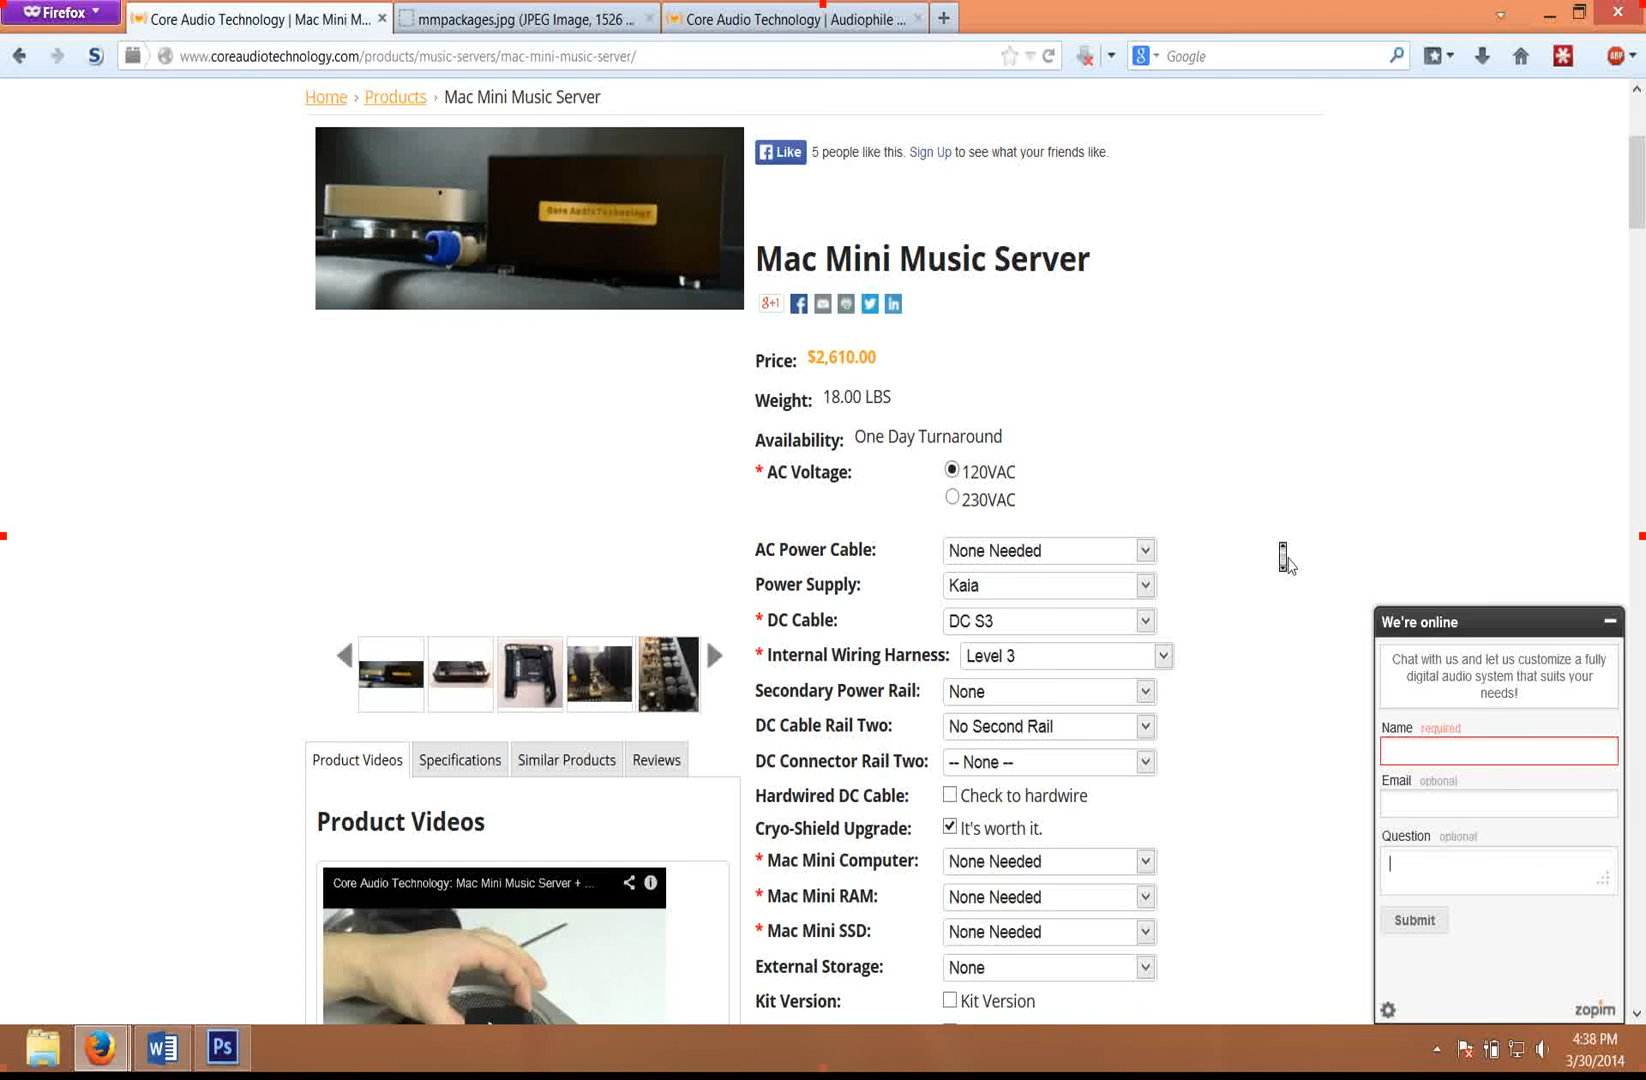 Firefox
Core Audio Technology | Mac Mini M...
mmpackages.jpg (JPEG Image, 1526 ...
Core Audio Technology | Audiophile ...
www.coreaudiotechnology.com/products/music-servers/mac-mini-music-server/
Google
Home › Products › Mac Mini Music Server
Core Audio Technology
Like 5 people like this. Sign Up to see what your friends like.
Mac Mini Music Server
g+1
Price: $2,610.00
Weight: 18.00 LBS
Availability: One Day Turnaround
* AC Voltage: 120VAC
230VAC
AC Power Cable: None Needed
Power Supply: Kaia
* DC Cable: DC S3
* Internal Wiring Harness: Level 3
Secondary Power Rail: None
DC Cable Rail Two: No Second Rail
DC Connector Rail Two: -- None --
Hardwired DC Cable: Check to hardwire
Cryo-Shield Upgrade: It's worth it.
* Mac Mini Computer: None Needed
* Mac Mini RAM: None Needed
* Mac Mini SSD: None Needed
External Storage: None
Kit Version: Kit Version
Product Videos
Specifications
Similar Products
Reviews
Product Videos
Core Audio Technology: Mac Mini Music Server + ...
We're online
Chat with us and let us customize a fully
digital audio system that suits your
needs!
Name required
Email optional
Question optional
Submit
zopim
W
Ps
4:38 PM
3/30/2014